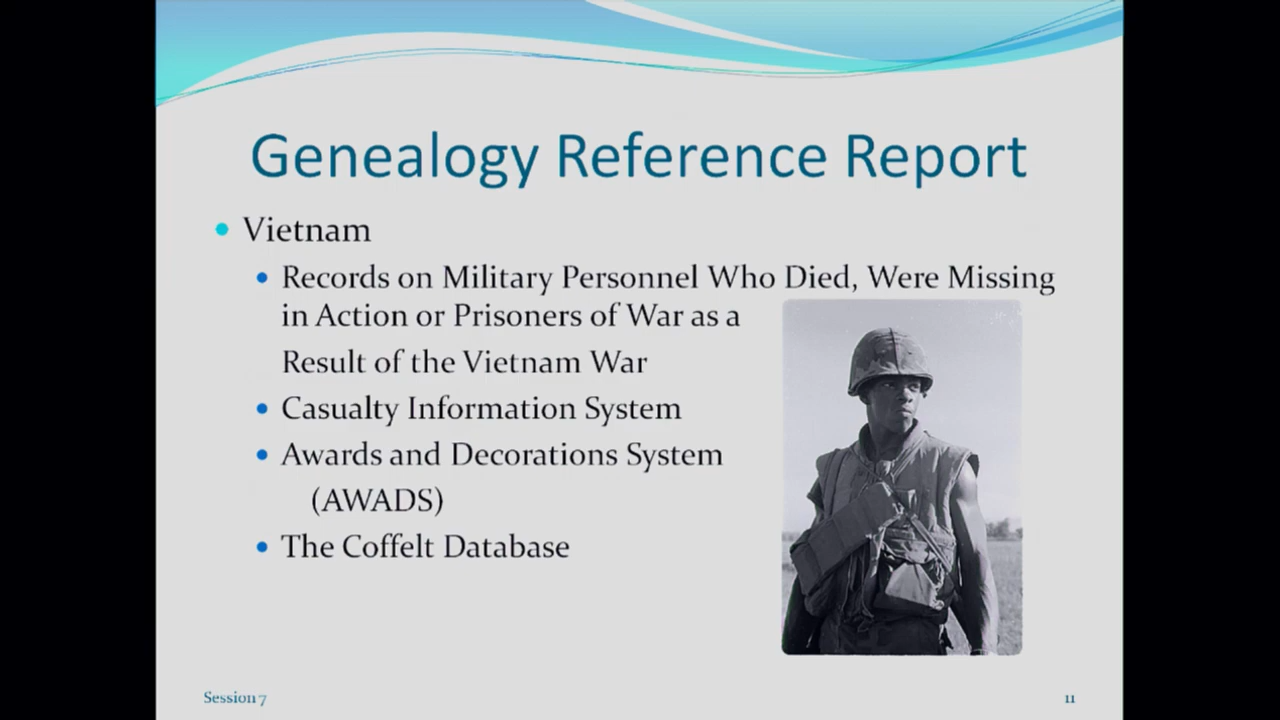 Genealogy Reference Report
Vietnam
Records on Military Personnel Who Died, Were Missing
in Action or Prisoners of War as a
Result of the Vietnam War
Casualty Information System
Awards and Decorations System
(AWADS)
The Coffelt Database
Session 7
11